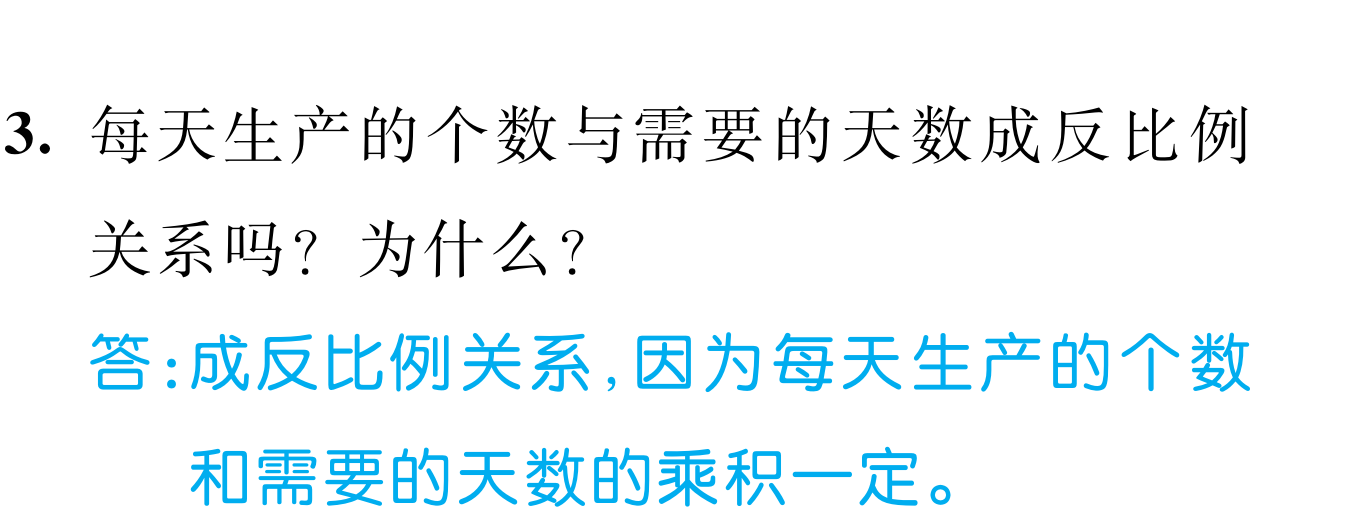 3. 每天生产的个数与需要的天数成反比例
关系吗？为什么？
答:成反比例关系,因为每天生产的个数
和需要的天数的乘积一定。